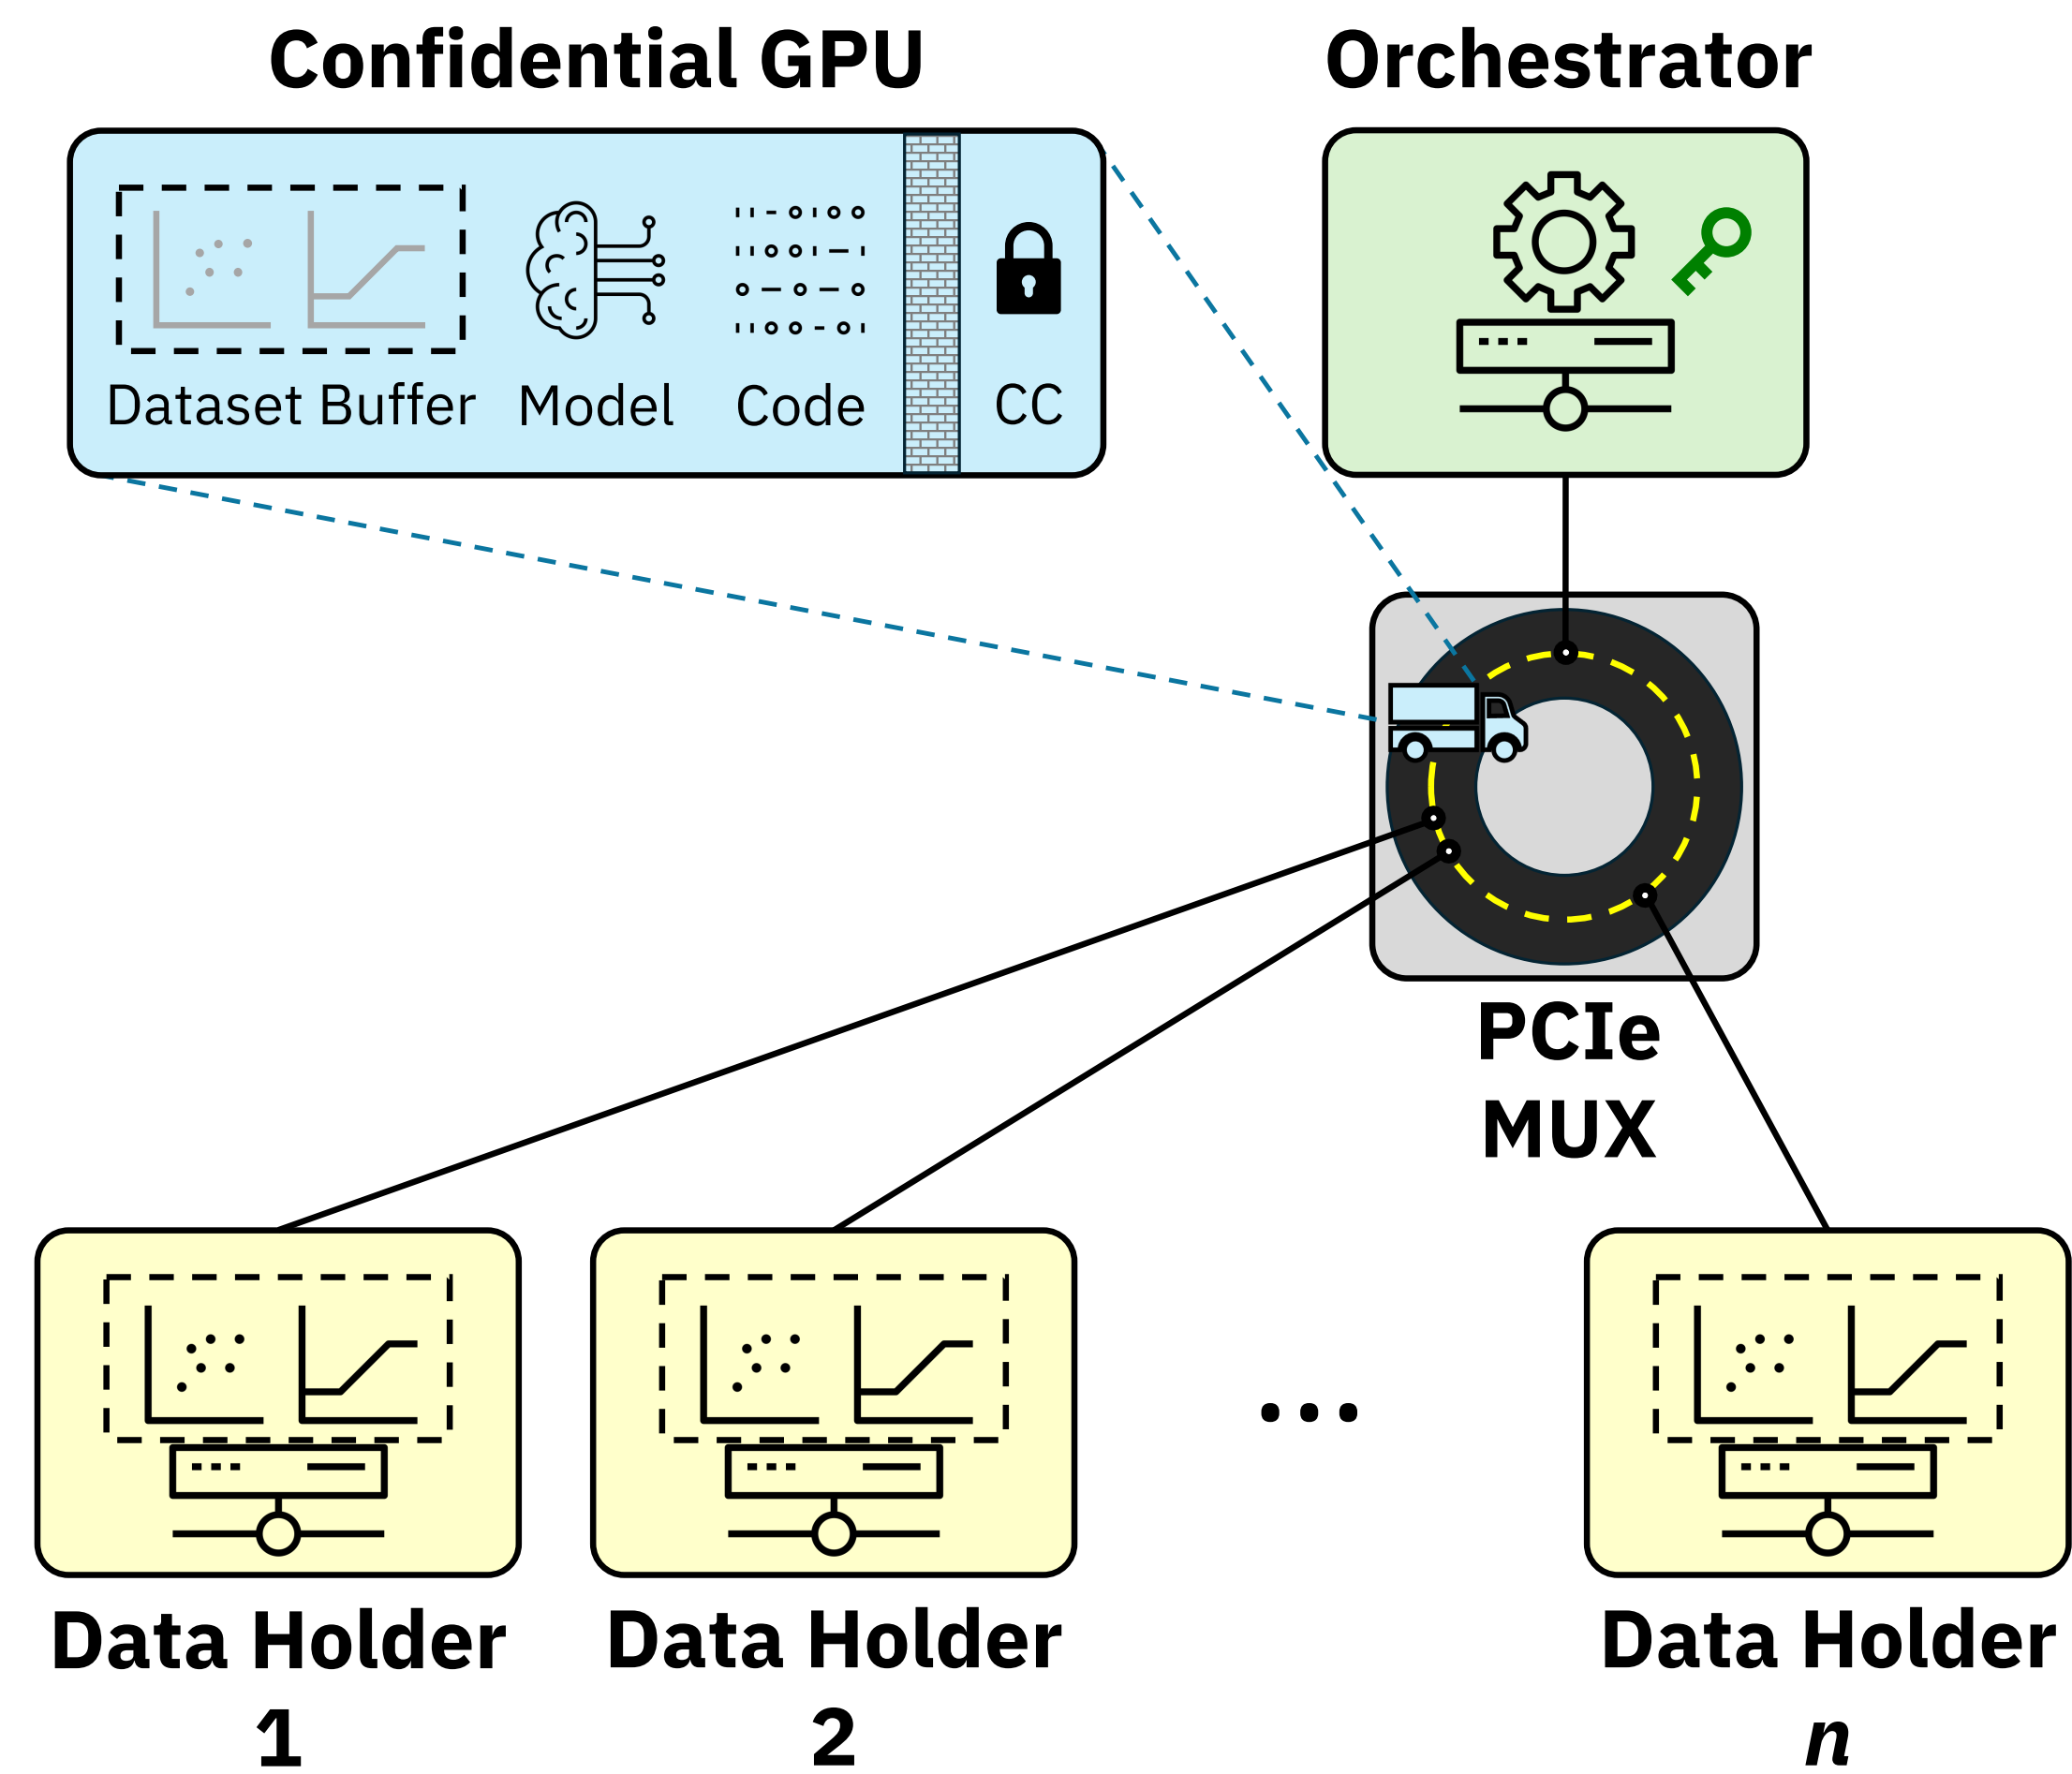 Confidential GPU
Orchestrator
Dataset Buffer
Model
Code
CC
PCIe
MUX
...
Data Holder
1
Data Holder
2
Data Holder
n